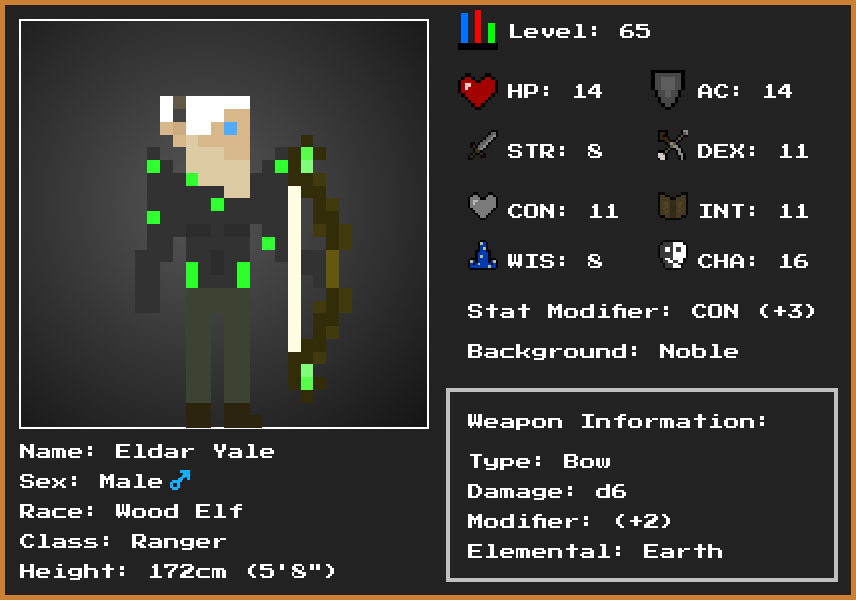 Level: 65
HP: 14 AC: 14
STR: 8 DEX: 11
CON: 11 INT: 11
WIS: 8 CHA: 16
Stat Modifier: CON (+3)
Background: Noble
Weapon Information:
Type: Bow
Damage: d6
Modifier: (+2)
Elemental: Earth
Name: Eldar Yale
Sex: Male ♂
Race: Wood Elf
Class: Ranger
Height: 172cm (5'8")